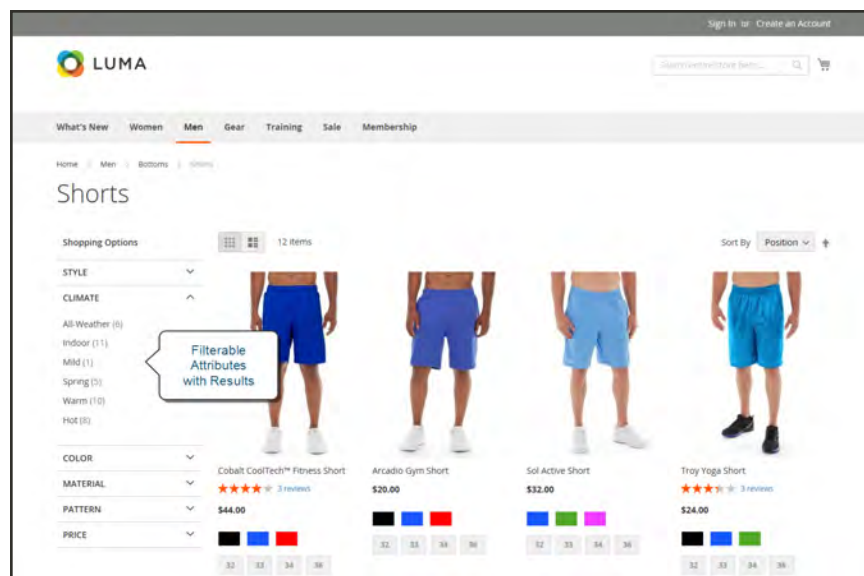 Sign In or Create an Account
LUMA
What's New Women Men Gear Training Sale Membership
Home Men Bottoms Shorts
Shorts
Shopping Options
12 Items
Sort By Position
STYLE
CLIMATE
All-Weather (6)
Indoor (11)
Mild (1)
Spring (5)
Warm (10)
Hot (8)
Filterable
Attributes
with Results
COLOR
MATERIAL
PATTERN
PRICE
Cobalt CoolTech™ Fitness Short
3 reviews
$44.00
32 33 34 36
Arcadio Gym Short
$20.00
32 33 34 36
Sol Active Short
$32.00
32 33 34 36
Troy Yoga Short
3 reviews
$24.00
32 33 34 36